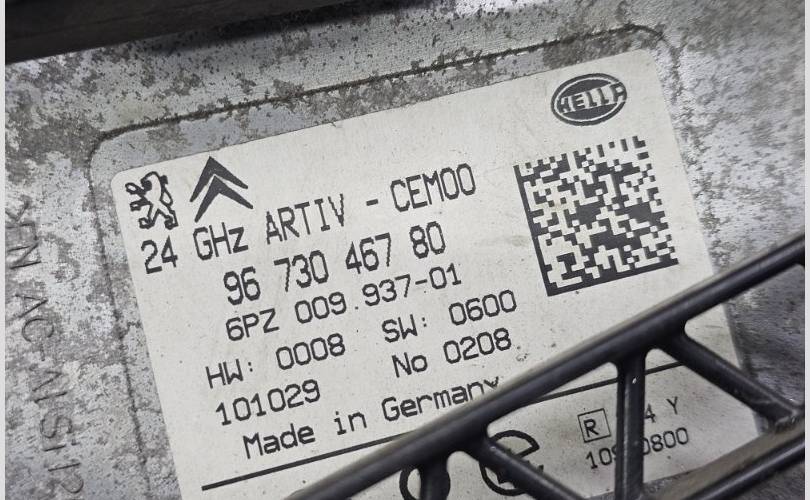 HELLA
24 GHz ARTIV - CEM00
96 730 467 80
6PZ 009.937-01
HW: 0008 SW: 0600
101029 No 0208
Made in Germany
R 4 Y